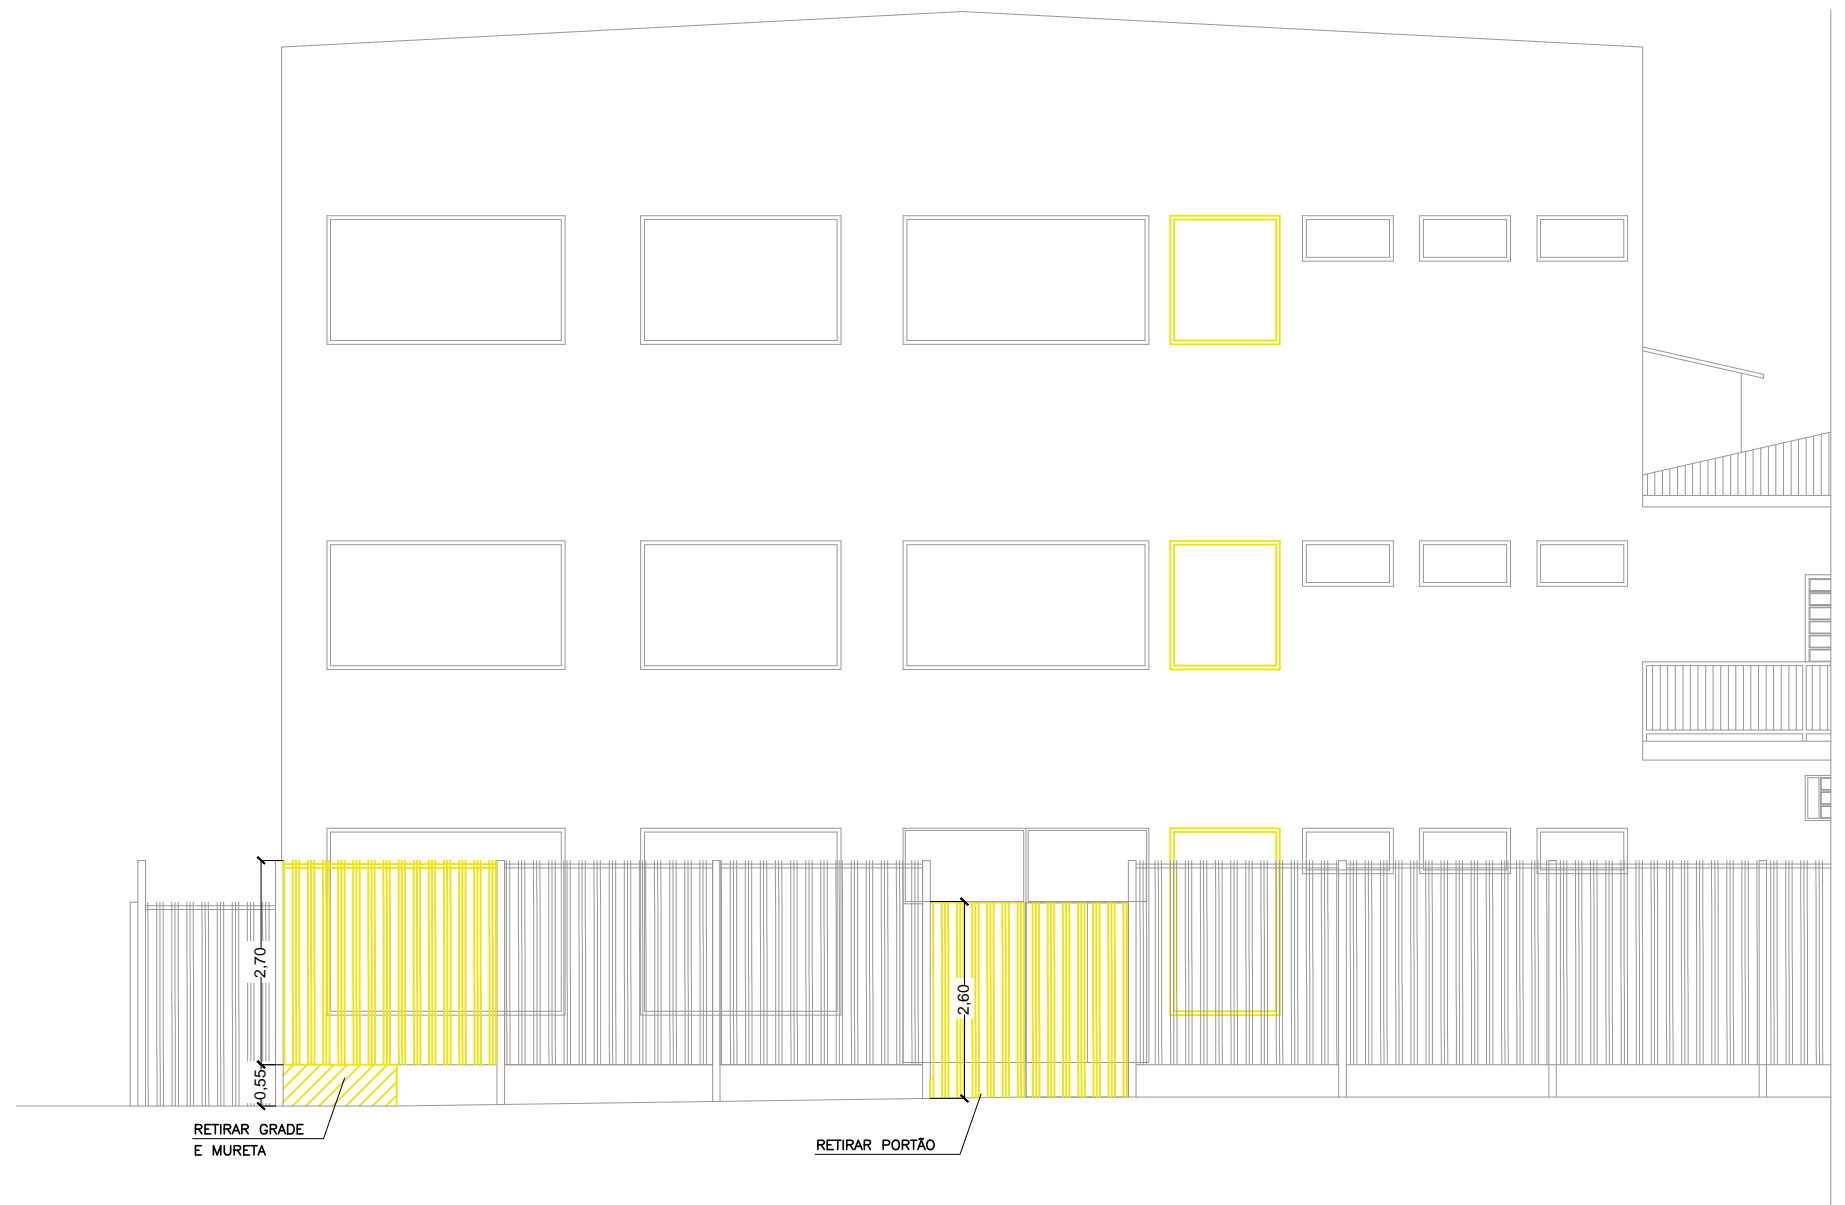 2,70
2,60
0,55
RETIRAR GRADE
E MURETA
RETIRAR PORTÃO